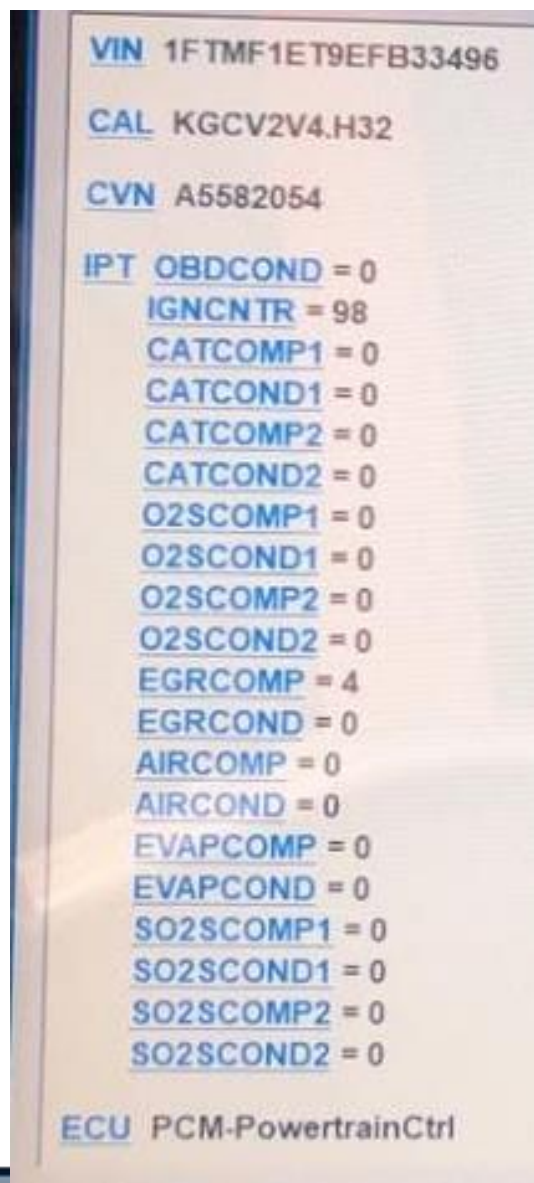 VIN 1FTMF1ET9EFB33496
CAL KGCV2V4.H32
CVN A5582054
IPT OBDCOND = 0
IGNCNTR = 98
CATCOMP1 = 0
CATCOND1 = 0
CATCOMP2 = 0
CATCOND2 = 0
O2SCOMP1 = 0
O2SCOND1 = 0
O2SCOMP2 = 0
O2SCOND2 = 0
EGRCOMP = 4
EGRCOND = 0
AIRCOMP = 0
AIRCOND = 0
EVAPCOMP = 0
EVAPCOND = 0
SO2SCOMP1 = 0
SO2SCOND1 = 0
SO2SCOMP2 = 0
SO2SCOND2 = 0
ECU PCM-PowertrainCtrl